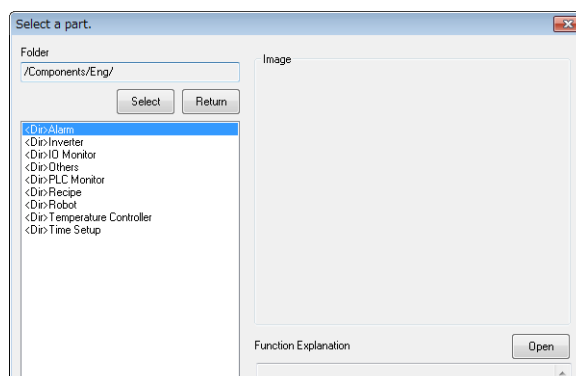 Select a part.
Folder
/Components/Eng/
Select
Return
<Dir>Alarm
<Dir>Inverter
<Dir>IO Monitor
<Dir>Others
<Dir>PLC Monitor
<Dir>Recipe
<Dir>Robot
<Dir>Temperature Controller
<Dir>Time Setup
Image
Function Explanation
Open